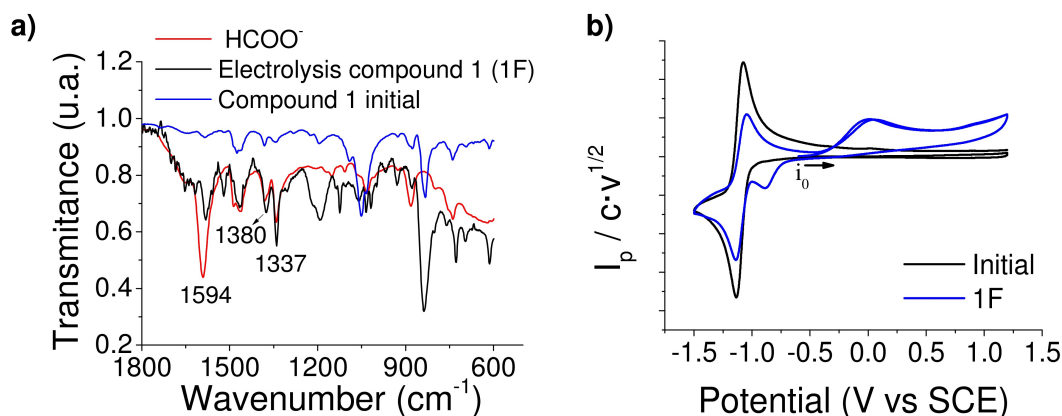 a)
HCOO⁻
Electrolysis compound 1 (1F)
Compound 1 initial
Transmitance (u.a.)
1.2
1.0
0.8
0.6
0.4
0.2
1380
1337
1594
1800 1500 1200 900 600
Wavenumber (cm⁻¹)
b)
I_p / c·v^1/2
i₀
Initial
1F
-1.5 -1.0 -0.5 0.0 0.5 1.0 1.5
Potential (V vs SCE)